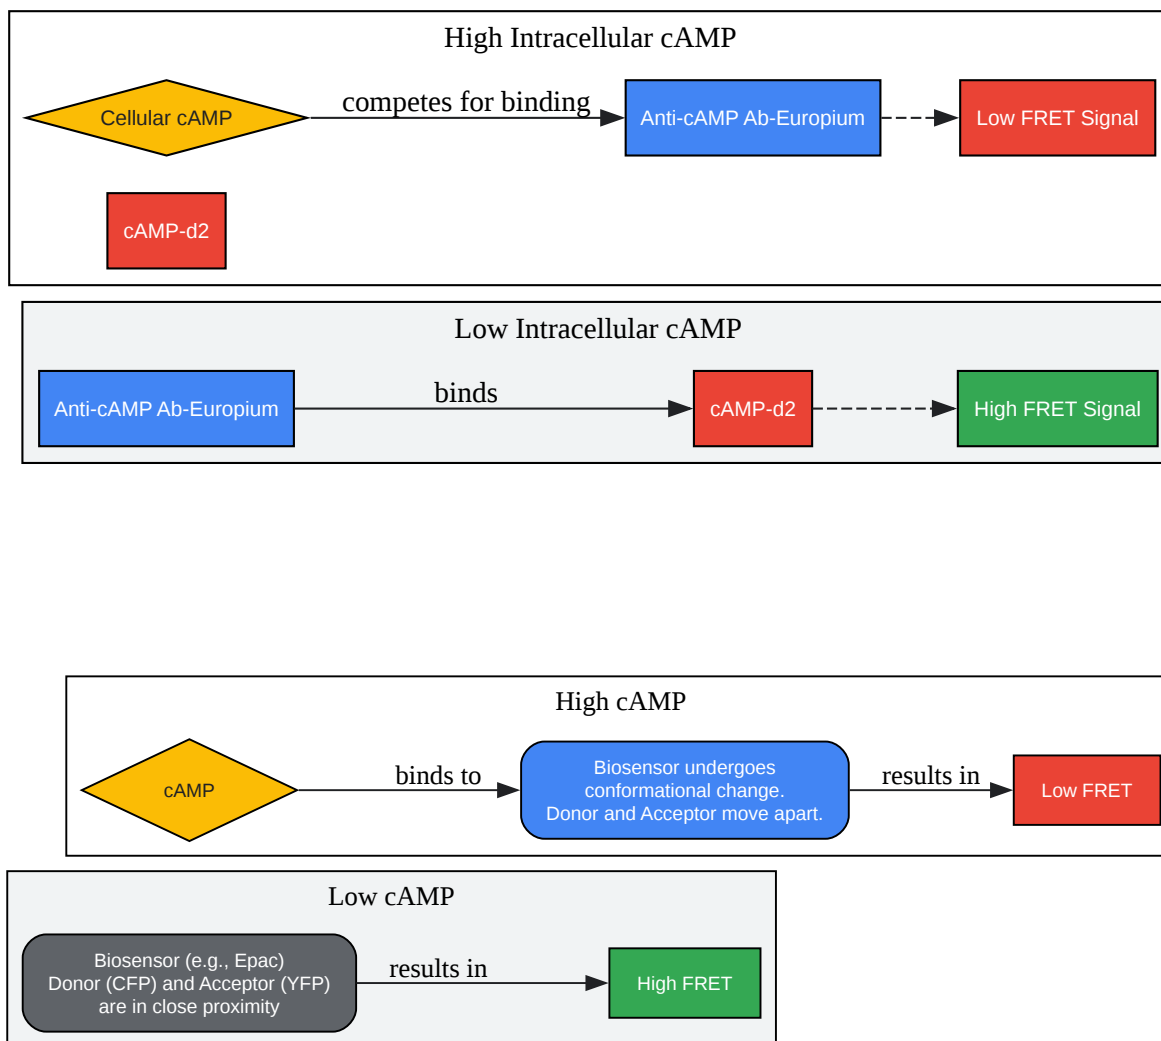 High Intracellular cAMP
Cellular cAMP
competes for binding
Anti-cAMP Ab-Europium
Low FRET Signal
cAMP-d2
Low Intracellular cAMP
Anti-cAMP Ab-Europium
binds
cAMP-d2
High FRET Signal
High cAMP
cAMP
binds to
Biosensor undergoes
conformational change.
Donor and Acceptor move apart.
results in
Low FRET
Low cAMP
Biosensor (e.g., Epac)
Donor (CFP) and Acceptor (YFP)
are in close proximity
results in
High FRET